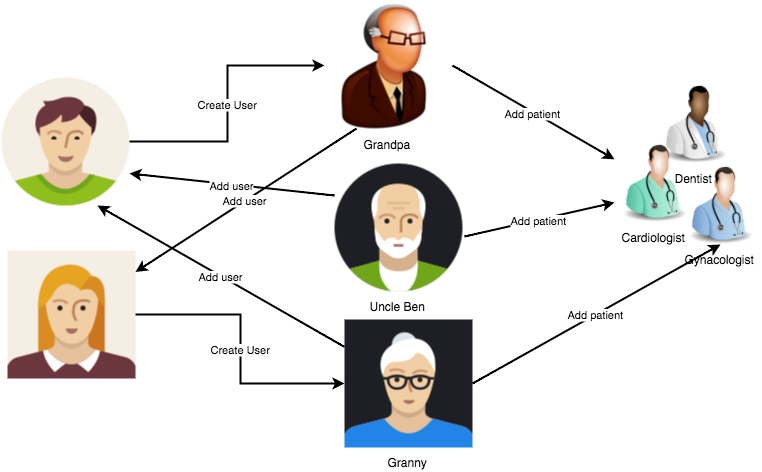 Create User
Add patient
Grandpa
Dentist
Add user
Add user
Add patient
Cardiologist
Gynacologist
Add user
Uncle Ben
Add patient
Create User
Granny